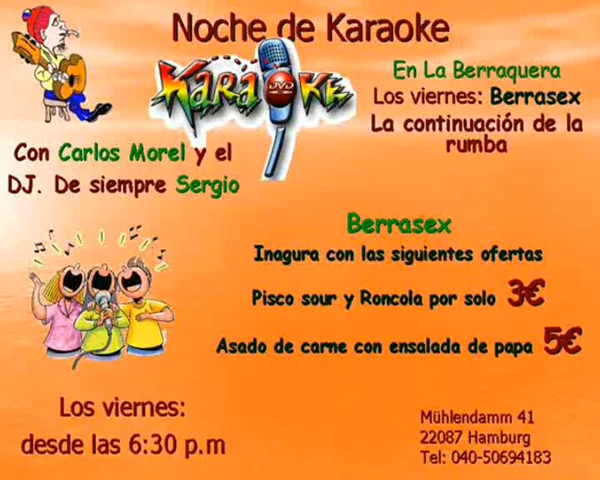 Noche de Karaoke
KaraOKe
DVD
En La Berraquera
Los viernes: Berrasex
La continuación de la
rumba
Con Carlos Morel y el
DJ. De siempre Sergio
Berrasex
Inagura con las siguientes ofertas
Pisco sour y Roncola por solo 3€
Asado de carne con ensalada de papa 5€
Los viernes:
desde las 6:30 p.m
Mühlendamm 41
22087 Hamburg
Tel: 040-50694183